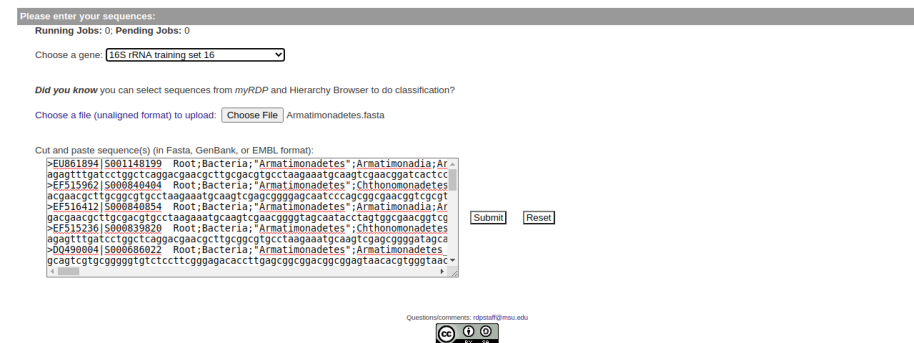 Please enter your sequences:
Running Jobs: 0; Pending Jobs: 0
Choose a gene: 16S rRNA training set 16
Did you know you can select sequences from myRDP and Hierarchy Browser to do classification?
Choose a file (unaligned format) to upload: Choose File Armatimonadetes.fasta
Cut and paste sequence(s) (in Fasta, GenBank, or EMBL format):
>EU861894|S001148199 Root;Bacteria;"Armatimonadetes";Armatimonadia;Ar
agagtttgatcctggctcaggacgaacgcttgcgacgtgcctaagaaatgcaagtcgaacggatcactcc
>EF515962|S000840404 Root;Bacteria;"Armatimonadetes";Chthonomonadetes
acgaacgcttgcggcgtgcctaagaaatgcaagtcgagcggggagcaatcccagcggcgaacggtcgcgt
>EF516412|S000840854 Root;Bacteria;"Armatimonadetes";Armatimonadia;Ar
gacgaacgcttgcgacgtgcctaagaaatgcaagtcgaacggggtagcaatacctagtggcgaacggtcg
>EF515236|S000839820 Root;Bacteria;"Armatimonadetes";Chthonomonadetes
agagtttgatcctggctcaggacgaacgcttgcggcgtgcctaagaaatgcaagtcgagcggggatagca
>DQ490004|S000686022 Root;Bacteria;"Armatimonadetes";Armatimonadetes_
gcagtcgtgcgggggtgtctccttcgggagacaccttgagcggcggacggcggagtaacacgtgggtaac
Submit Reset
Questions/comments: rdpstaff@msu.edu
cc
BY SA